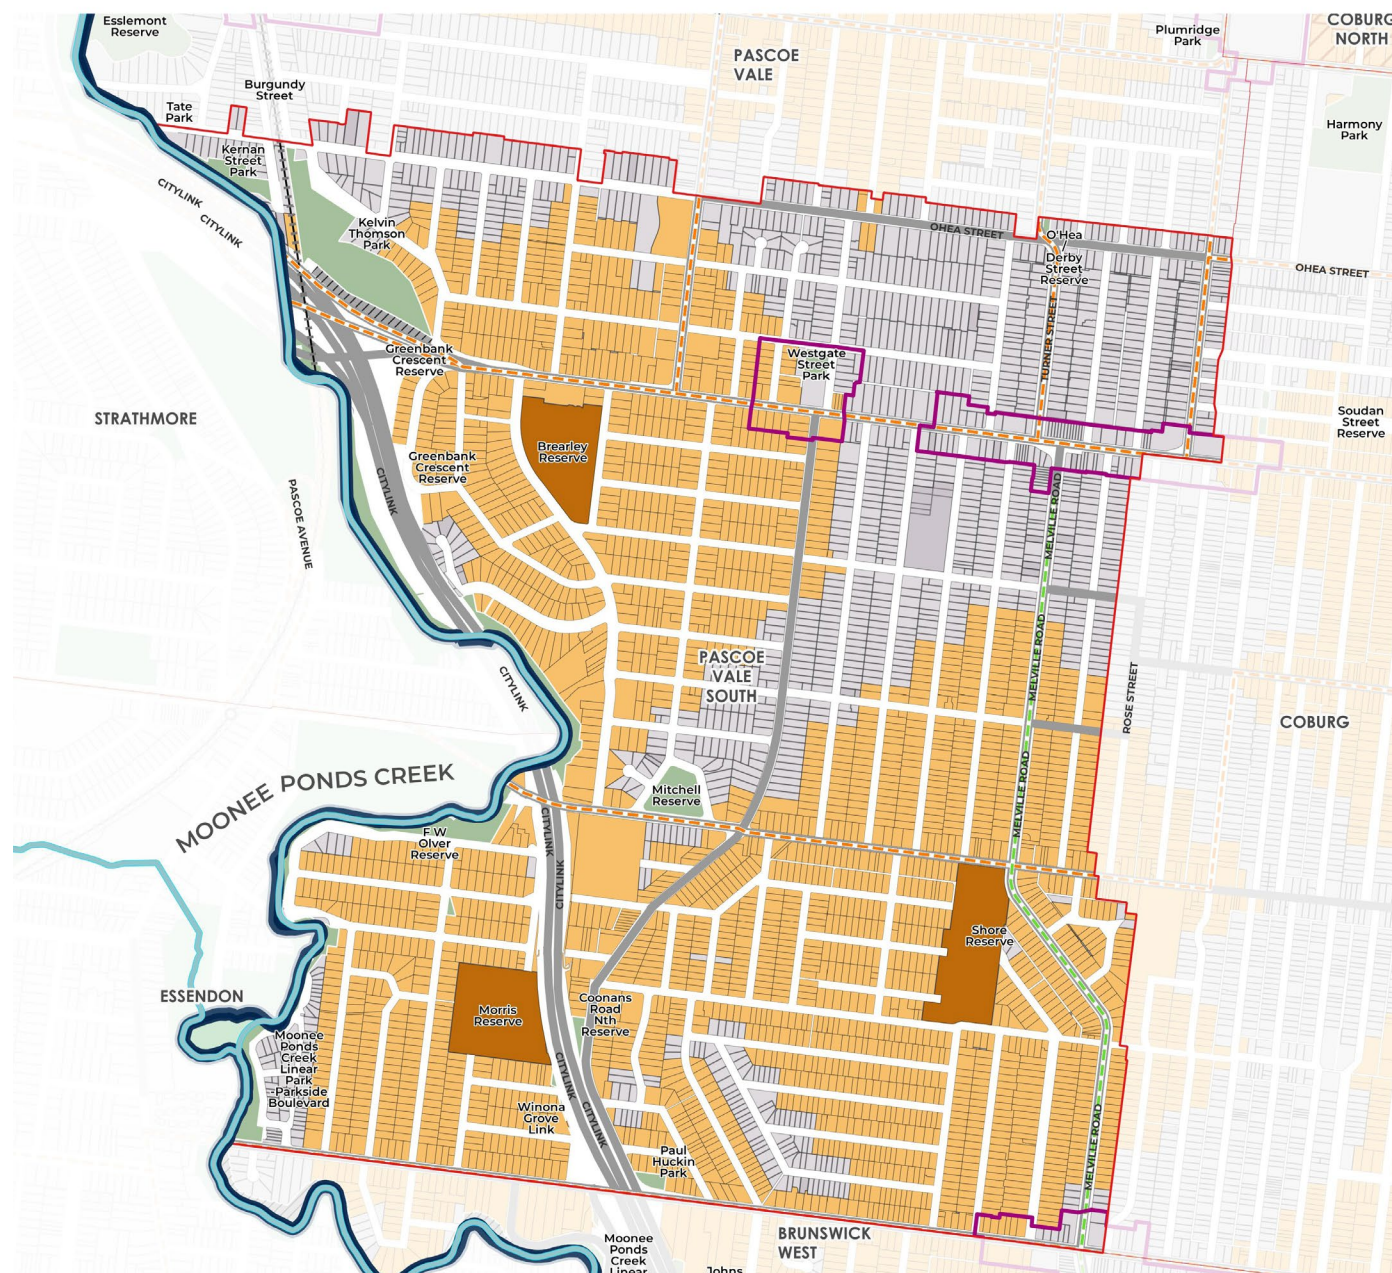 Esslemont
Reserve
PASCOE
VALE
Plumridge
Park
COBURG
NORTH
Burgundy
Street
Tate
Park
Harmony
Park
Kernan
Street
Park
CITYLINK
CITYLINK
Kelvin
Thomson
Park
OHEA STREET
O'Hea
/
Derby
Street
Reserve
OHEA STREET
TURNER STREET
Greenbank
Crescent
Reserve
Westgate
Street
Park
STRATHMORE
Soudan
Street
Reserve
Brearley
Reserve
Greenbank
Crescent
Reserve
CITYLINK
PASCOE AVENUE
MELVILLE ROAD
MELVILLE ROAD
PASCOE
VALE
SOUTH
CITYLINK
ROSE STREET
COBURG
MOONEE PONDS CREEK
Mitchell
Reserve
MELVILLE ROAD
F W
Olver
Reserve
CITYLINK
CITYLINK
Shore
Reserve
ESSENDON
Morris
Reserve
Coonans
Road
Nth
Reserve
Moonee
Ponds
Creek
Linear
Park
-Parkside
Boulevard
CITYLINK
CITYLINK
Winona
Grove
Link
MELVILLE ROAD
Paul
Huckin
Park
BRUNSWICK
WEST
Moonee
Ponds
Creek
Linear
Johns